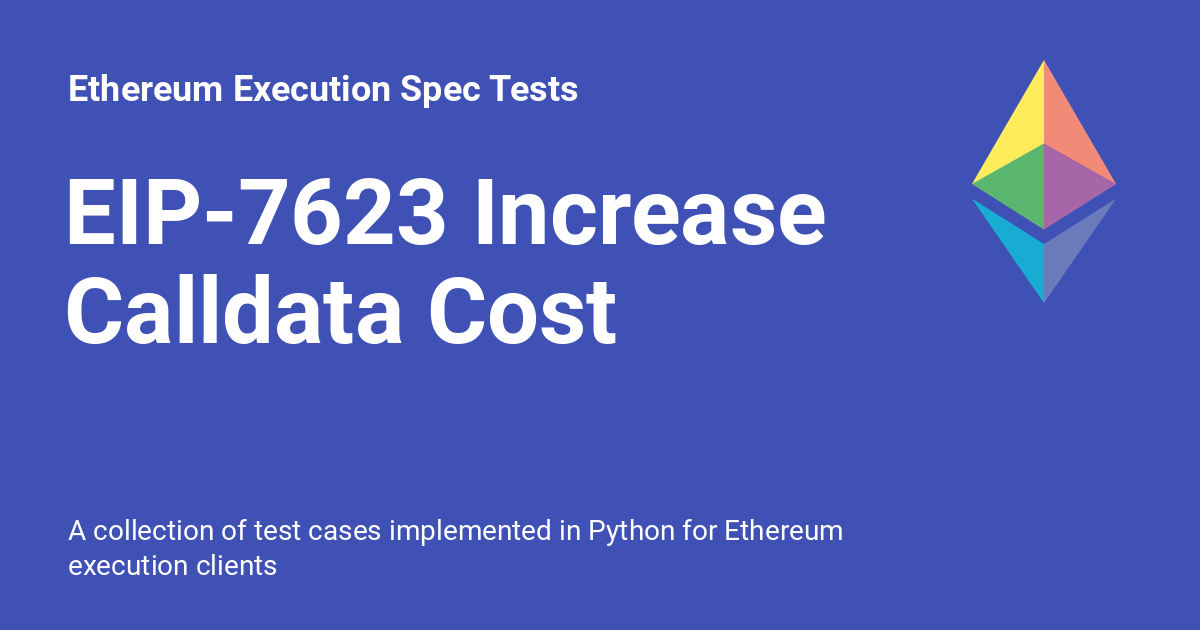 Ethereum Execution Spec Tests
EIP-7623 Increase
Calldata Cost
A collection of test cases implemented in Python for Ethereum
execution clients